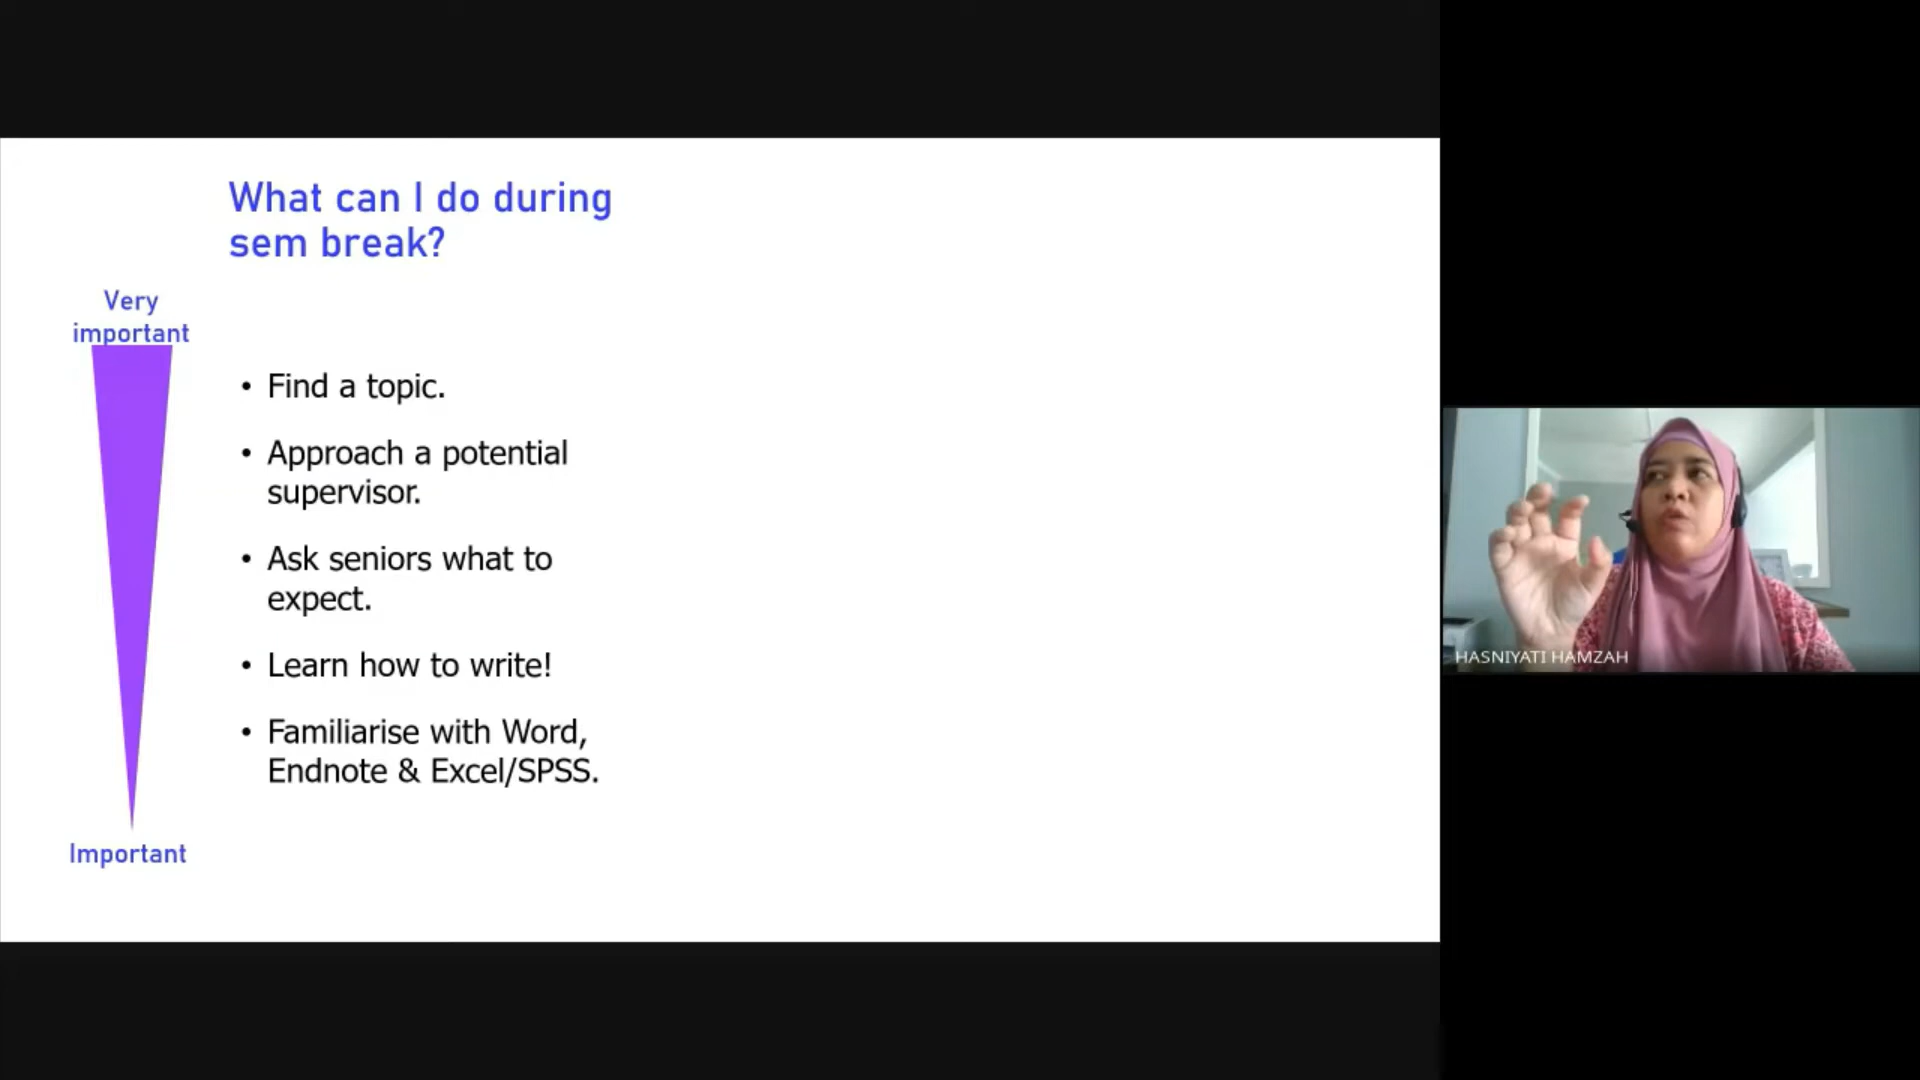 What can I do during
sem break?
Very
important
• Find a topic.
• Approach a potential
supervisor.
• Ask seniors what to
expect.
• Learn how to write!
• Familiarise with Word,
Endnote & Excel/SPSS.
Important
HASNIYATI HAMZAH